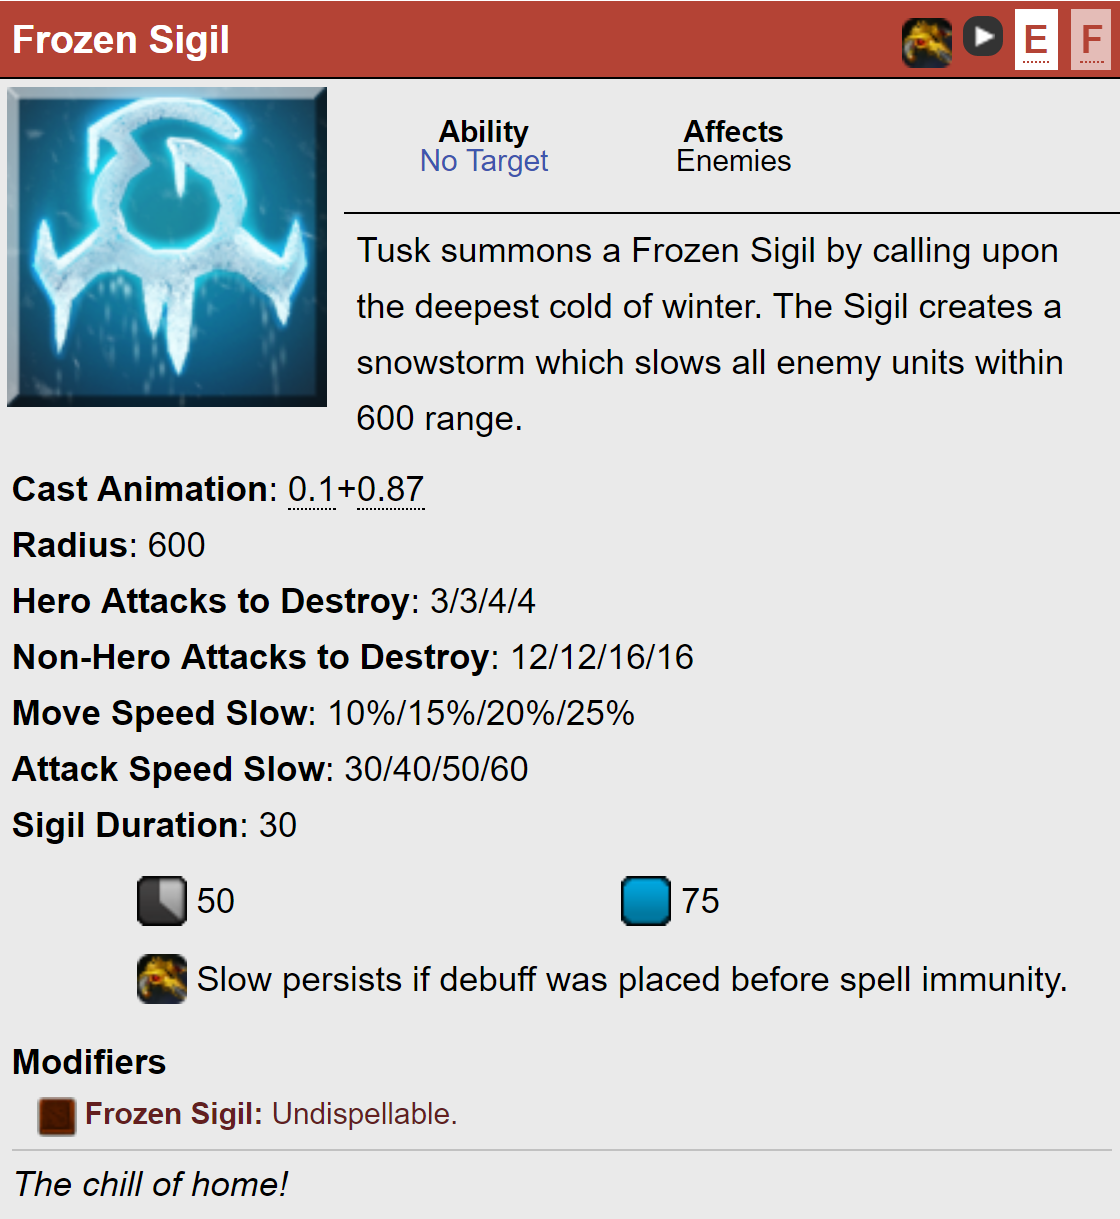 Frozen Sigil
E F
Ability
No Target
Affects
Enemies
Tusk summons a Frozen Sigil by calling upon
the deepest cold of winter. The Sigil creates a
snowstorm which slows all enemy units within
600 range.
Cast Animation: 0.1+0.87
Radius: 600
Hero Attacks to Destroy: 3/3/4/4
Non-Hero Attacks to Destroy: 12/12/16/16
Move Speed Slow: 10%/15%/20%/25%
Attack Speed Slow: 30/40/50/60
Sigil Duration: 30
50 75
Slow persists if debuff was placed before spell immunity.
Modifiers
Frozen Sigil: Undispellable.
The chill of home!